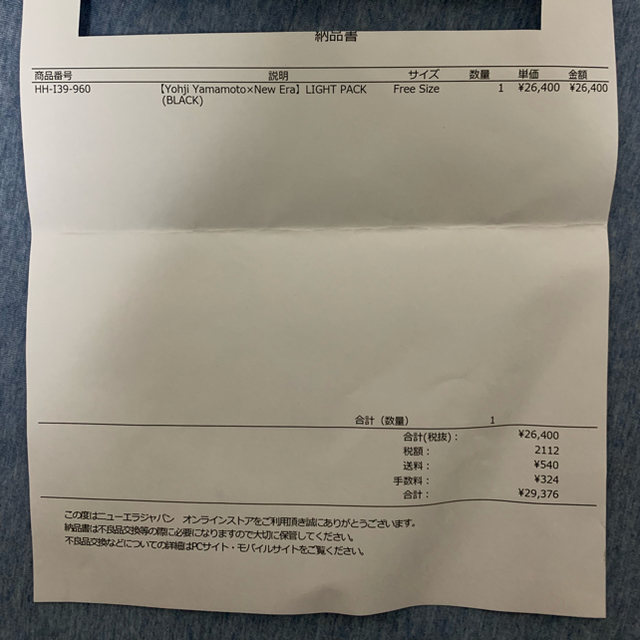 納品書
商品番号 説明 サイズ 数量 単価 金額
HH-I39-960 【Yohji Yamamoto×New Era】LIGHT PACK Free Size 1 ¥26,400 ¥26,400
(BLACK)
合計（数量） 1
合計(税抜)： ¥26,400
税額： 2112
送料： ¥540
手数料： ¥324
合計： ¥29,376
この度はニューエラジャパン オンラインストアをご利用頂き誠にありがとうございます。
納品書は不良品交換等の際に必要になりますので大切に保管してください。
不良品交換などについての詳細はPCサイト・モバイルサイトをご覧ください。